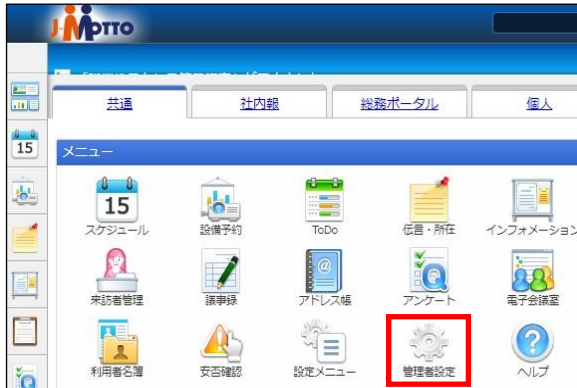 J-MOTTO
共通 社内報 総務ポータル 個人
15
メニュー
15
スケジュール 設備予約 ToDo 伝言・所在 インフォメーション
来訪者管理 議事録 アドレス帳 アンケート 電子会議室
利用者名簿 安否確認 設定メニュー 管理者設定 ヘルプ